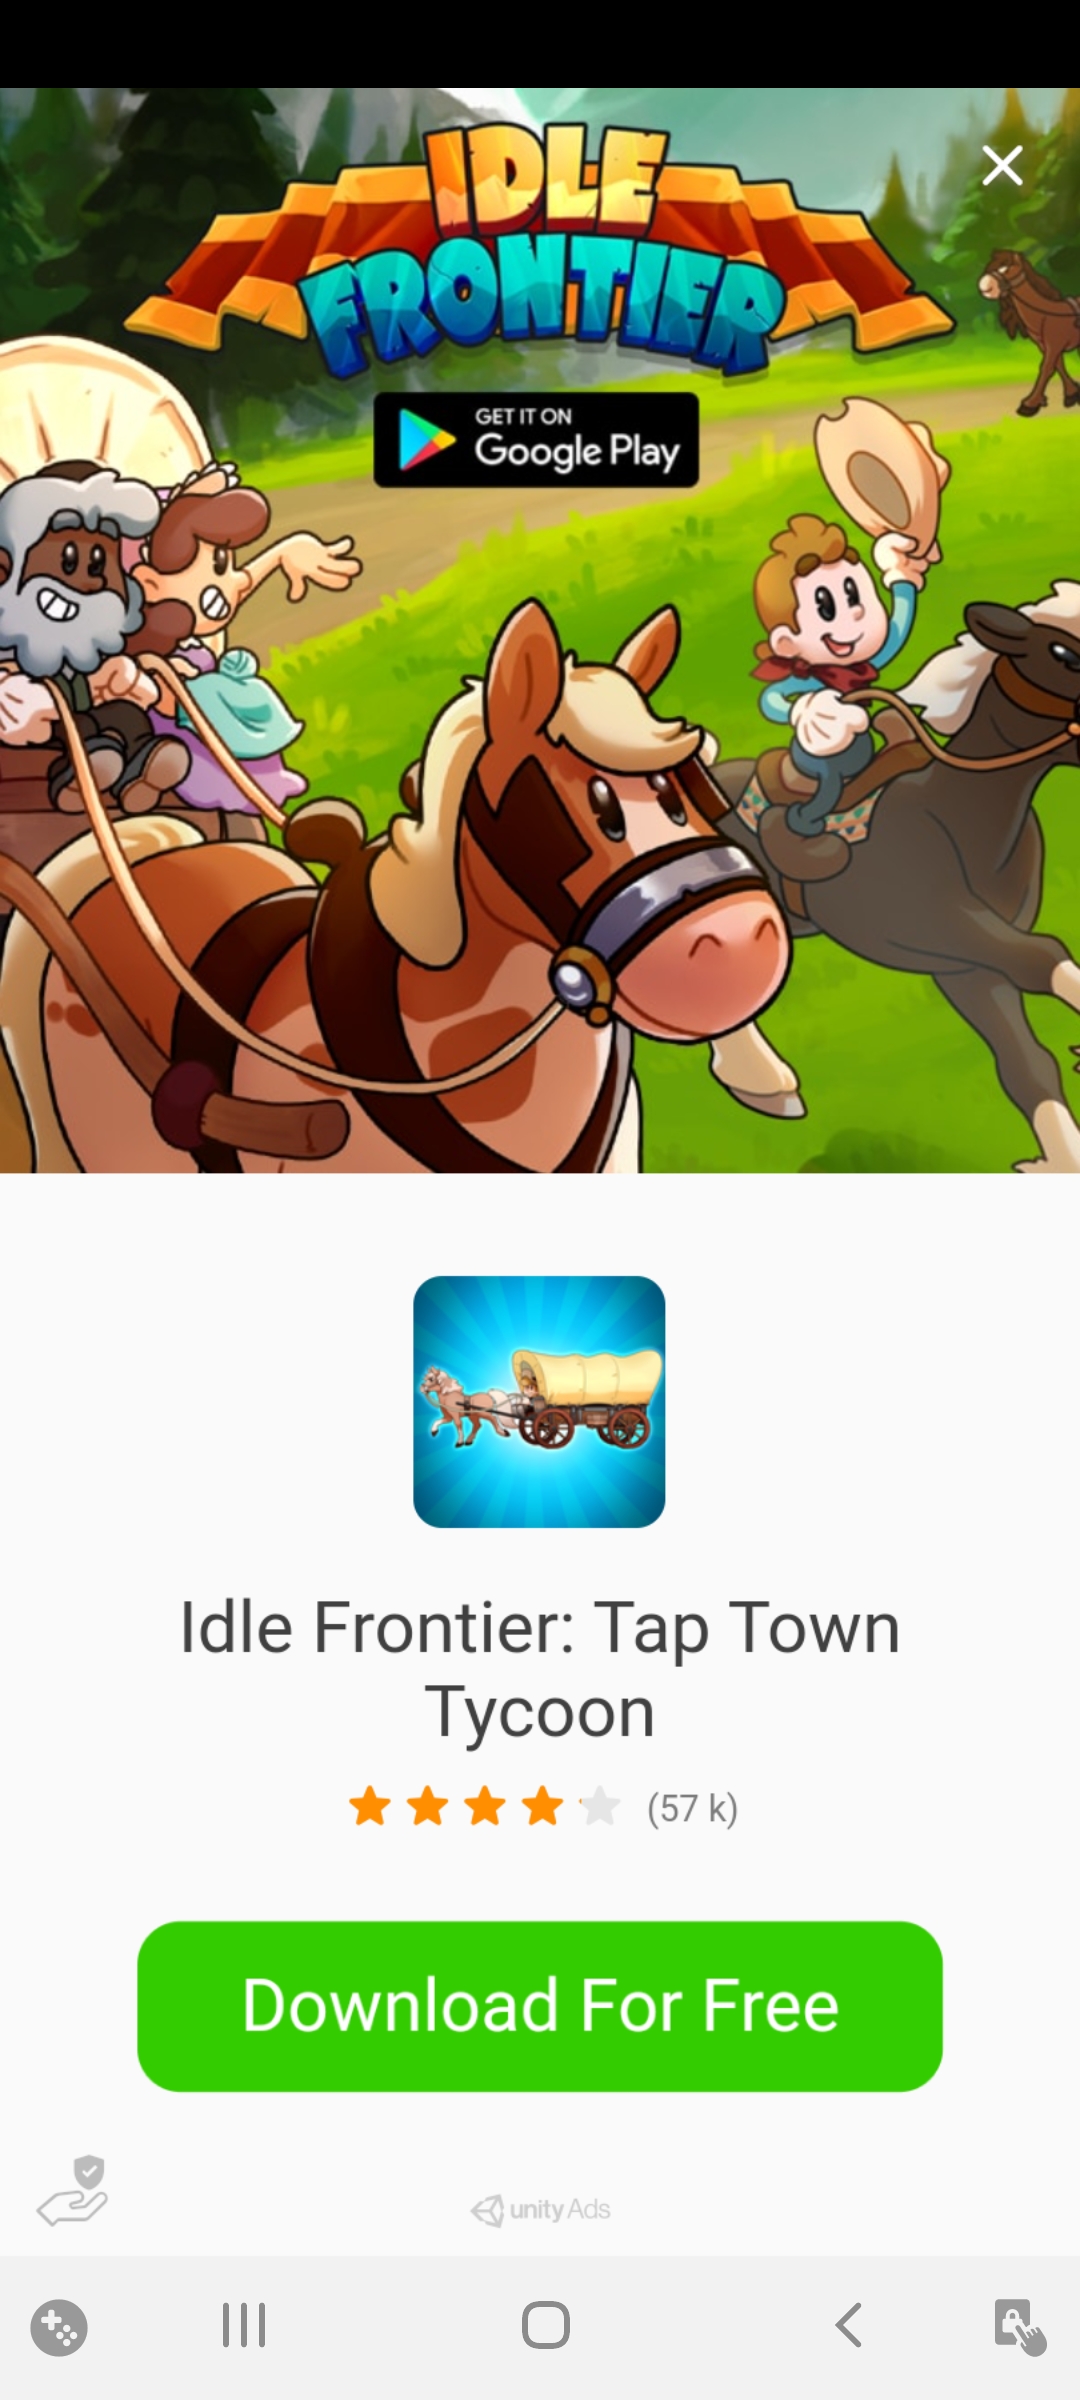 IDLE
FRONTIER
GET IT ON
Google Play
Idle Frontier: Tap Town
Tycoon
(57 k)
Download For Free
unity Ads